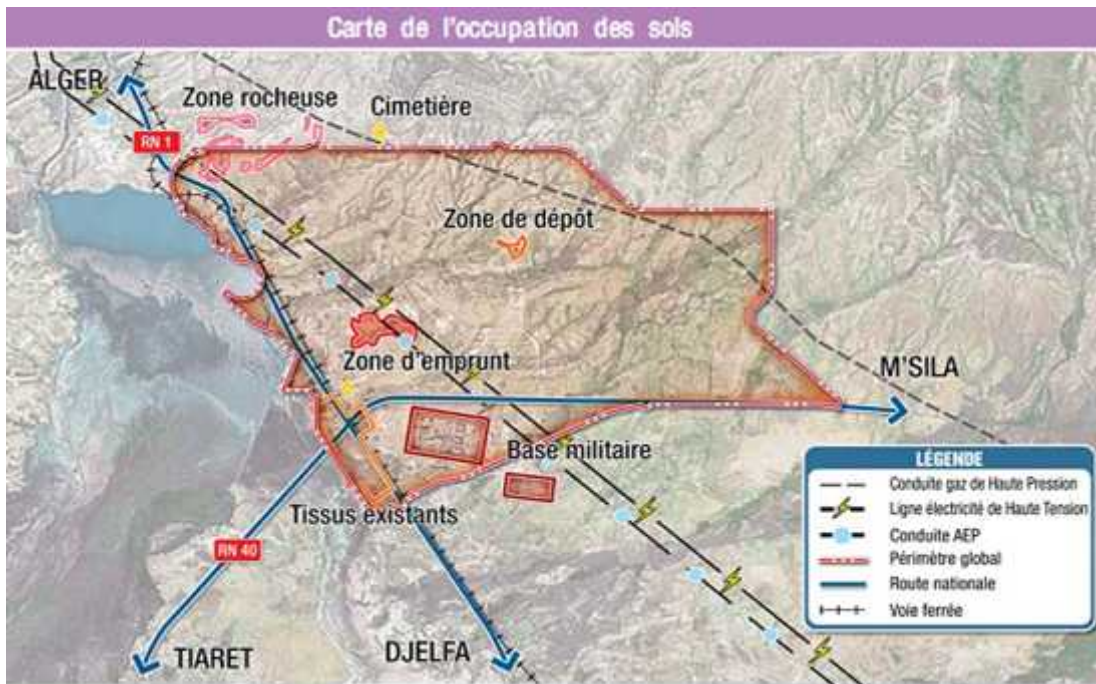 Carte de l'occupation des sols
ALGER
Zone rocheuse
Cimetière
RN 1
Zone de dépôt
Zone d'emprunt
M'SILA
Base militaire
Tissus existants
RN 40
TIARET
DJELFA
LÉGENDE
Conduite gaz de Haute Pression
Ligne électricité de Haute Tension
Conduite AEP
Périmètre global
Route nationale
Voie ferrée